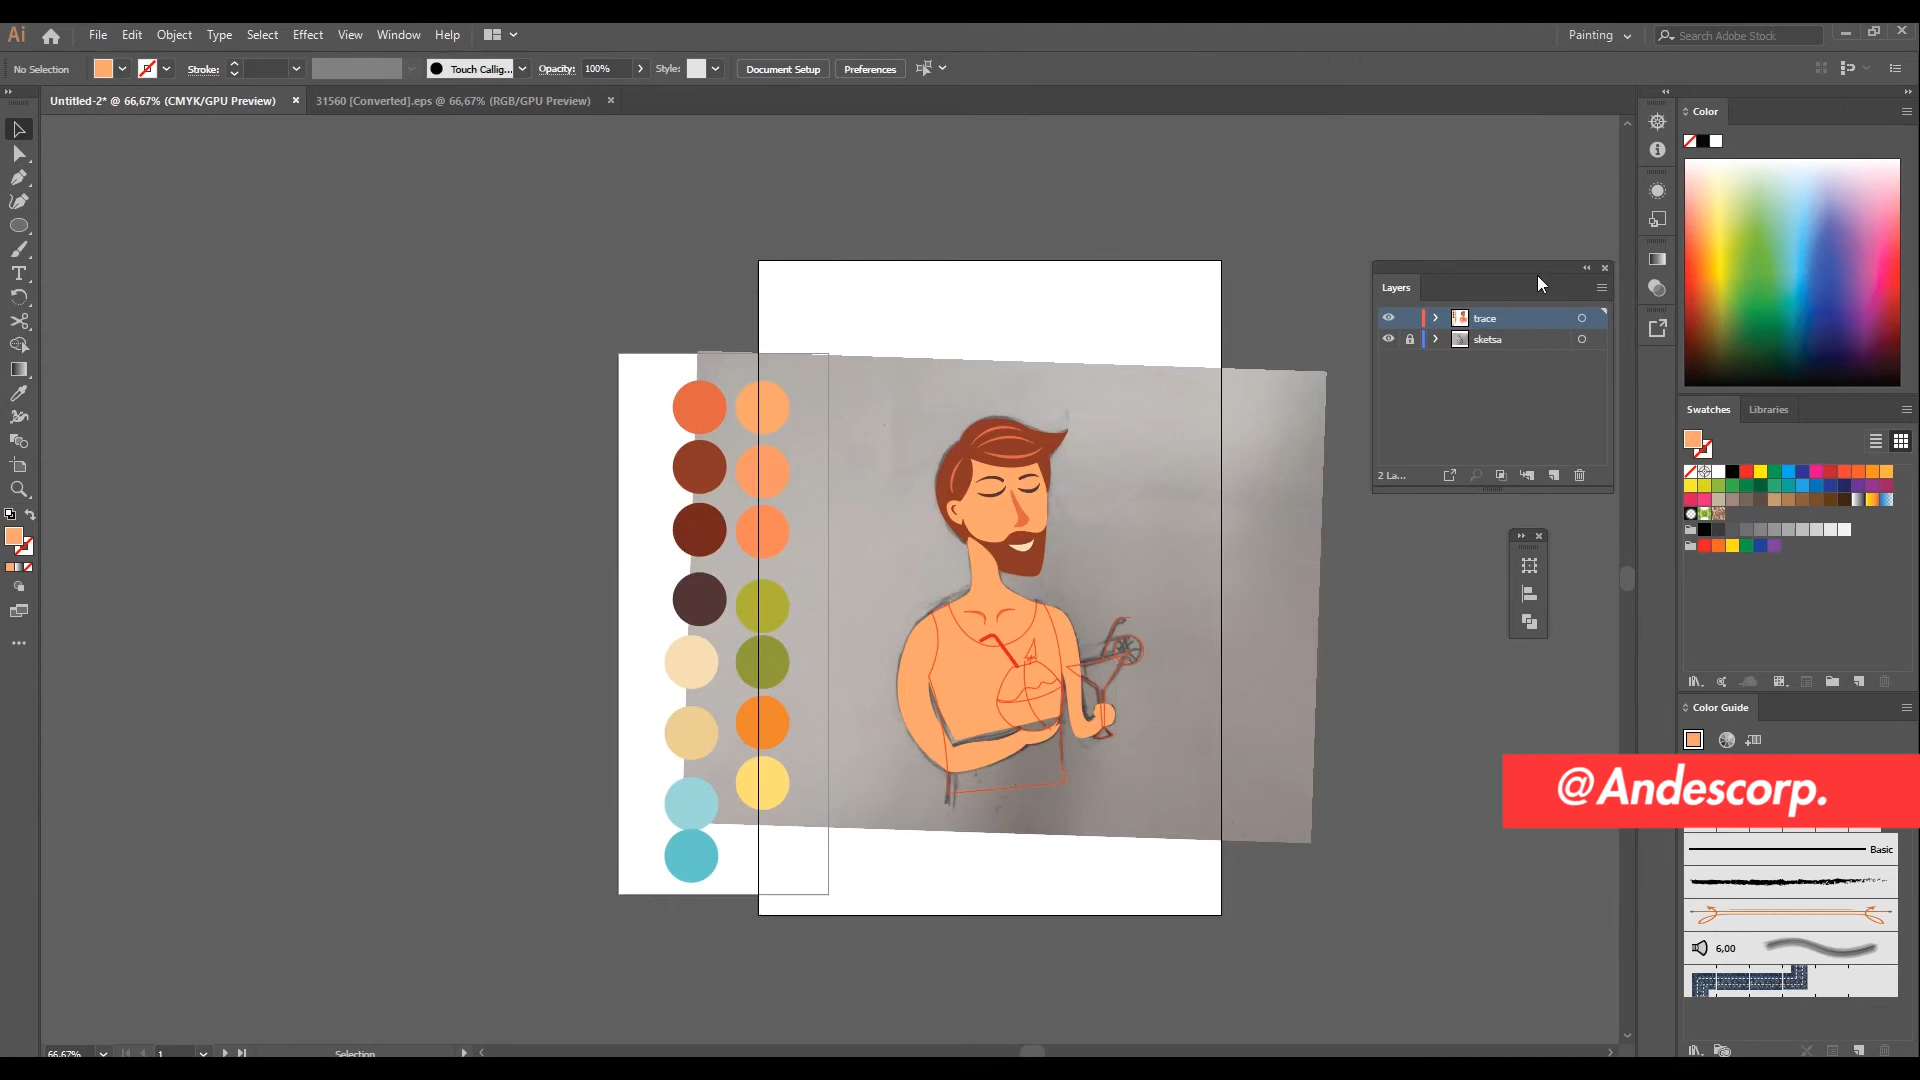 Ai File Edit Object Type Select Effect View Window Help Painting Search Adobe Stock
No Selection Stroke: Touch Callig... Opacity: 100% Style: Document Setup Preferences
Untitled-2* @ 66,67% (CMYK/GPU Preview) 31560 [Converted].eps @ 66,67% (RGB/GPU Preview)
Color
Layers
trace
sketsa
2 La...
Swatches Libraries
Color Guide
@Andescorp.
Basic
6,00
66,67% 1 Selection